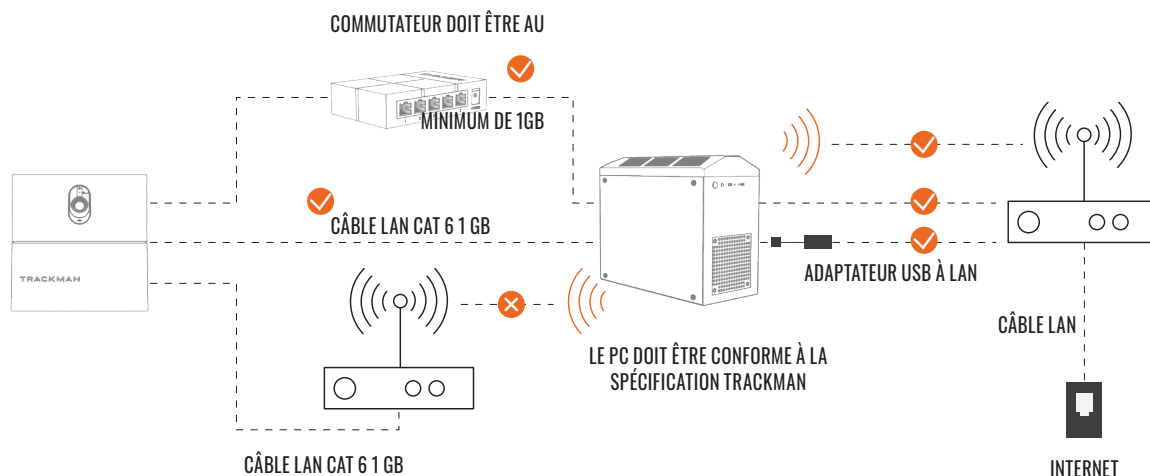 COMMUTATEUR DOIT ÊTRE AU
MINIMUM DE 1GB
CÂBLE LAN CAT 6 1 GB
TRACKMAN
ADAPTATEUR USB À LAN
CÂBLE LAN
LE PC DOIT ÊTRE CONFORME À LA
SPÉCIFICATION TRACKMAN
CÂBLE LAN CAT 6 1 GB
INTERNET